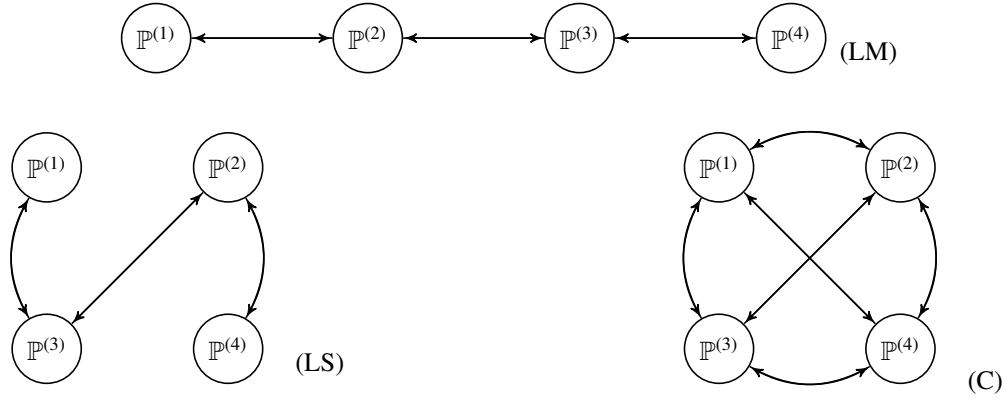 ℙ⁽¹⁾ ℙ⁽²⁾ ℙ⁽³⁾ ℙ⁽⁴⁾ (LM)
ℙ⁽¹⁾ ℙ⁽²⁾ ℙ⁽¹⁾ ℙ⁽²⁾
ℙ⁽³⁾ ℙ⁽⁴⁾ (LS) ℙ⁽³⁾ ℙ⁽⁴⁾ (C)